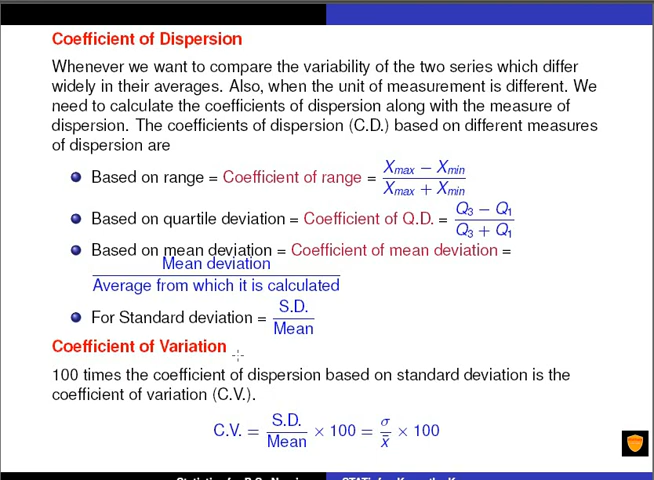 Coefficient of Dispersion
Whenever we want to compare the variability of the two series which differ
widely in their averages. Also, when the unit of measurement is different. We
need to calculate the coefficients of dispersion along with the measure of
dispersion. The coefficients of dispersion (C.D.) based on different measures
of dispersion are
Based on range = Coefficient of range = (Xmax − Xmin) / (Xmax + Xmin)
Based on quartile deviation = Coefficient of Q.D. = (Q3 − Q1) / (Q3 + Q1)
Based on mean deviation = Coefficient of mean deviation =
Mean deviation
Average from which it is calculated
For Standard deviation = S.D. / Mean
Coefficient of Variation
100 times the coefficient of dispersion based on standard deviation is the
coefficient of variation (C.V.).
C.V. = S.D. / Mean × 100 = σ / x̄ × 100